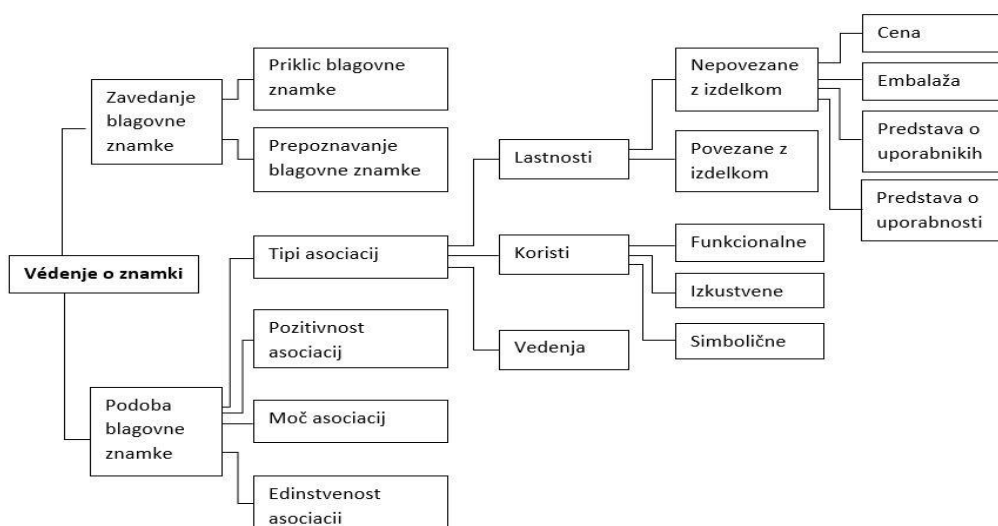 Védenje o znamki
Zavedanje
blagovne
znamke
Priklic blagovne
znamke
Prepoznavanje
blagovne znamke
Podoba
blagovne
znamke
Tipi asociacij
Pozitivnost
asociacij
Moč asociacij
Edinstvenost
asociacij
Lastnosti
Koristi
Vedenja
Nepovezane
z izdelkom
Povezane z
izdelkom
Cena
Embalaža
Predstava o
uporabnikih
Predstava o
uporabnosti
Funkcionalne
Izkustvene
Simbolične